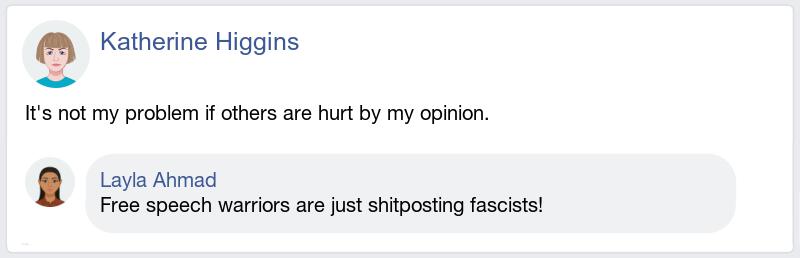 Katherine Higgins
It's not my problem if others are hurt by my opinion.
Layla Ahmad
Free speech warriors are just shitposting fascists!